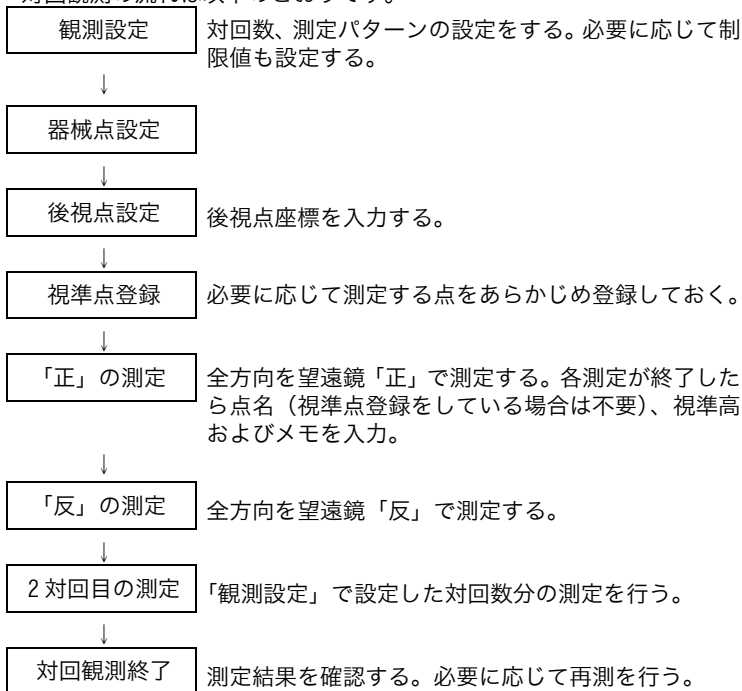 対回観測の流れは以下のとおりです。
観測設定
対回数、測定パターンの設定をする。必要に応じて制
限値も設定する。
↓
器械点設定
↓
後視点設定
後視点座標を入力する。
↓
視準点登録
必要に応じて測定する点をあらかじめ登録しておく。
↓
「正」の測定
全方向を望遠鏡「正」で測定する。各測定が終了した
ら点名（視準点登録をしている場合は不要）、視準高
およびメモを入力。
↓
「反」の測定
全方向を望遠鏡「反」で測定する。
↓
2 対回目の測定
「観測設定」で設定した対回数分の測定を行う。
↓
対回観測終了
測定結果を確認する。必要に応じて再測を行う。